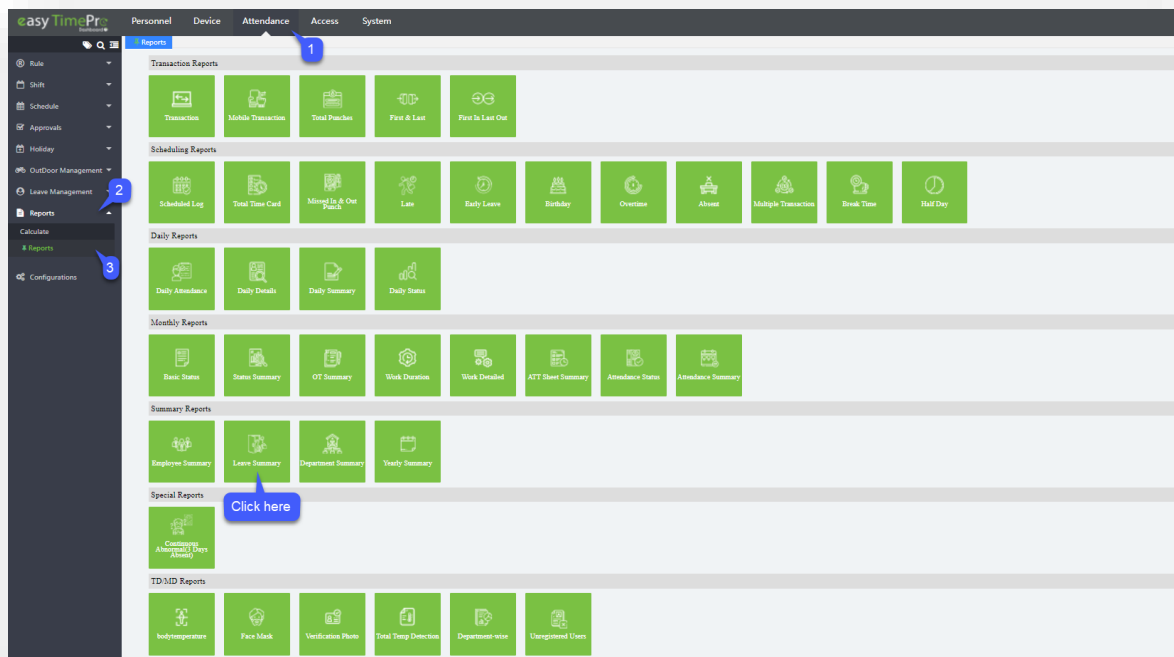 easy TimePro
Dashboard
Personnel Device Attendance Access System
1
Reports
Rule
Shift
Schedule
Approvals
Holiday
OutDoor Management
Leave Management
2
Reports
Calculate
Reports
3
Configurations
Transaction Reports
Transaction
Mobile Transaction
Total Punches
First & Last
First In Last Out
Scheduling Reports
Scheduled Log
Total Time Card
Missed In & Out
Punch
Late
Early Leave
Birthday
Overtime
Absent
Multiple Transaction
Break Time
Half Day
Daily Reports
Daily Attendance
Daily Details
Daily Summary
Daily Status
Monthly Reports
Basic Status
Status Summary
OT Summary
Work Duration
Work Detailed
ATT Sheet Summary
Attendance Status
Attendance Summary
Summary Reports
Employee Summary
Leave Summary
Department Summary
Yearly Summary
Click here
Special Reports
Continuous
Abnormal(3 Days
Absent)
TD/MD Reports
bodytemperature
Face Mask
Verification Photo
Total Temp Detection
Department-wise
Unregistered Users